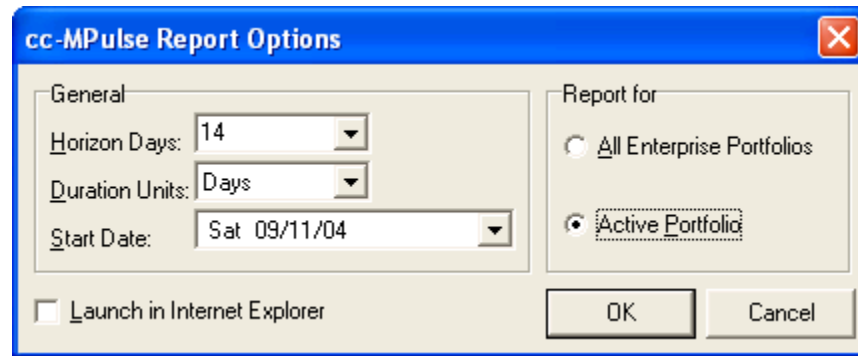 cc-MPulse Report Options
General
Horizon Days: 14
Duration Units: Days
Start Date: Sat 09/11/04
Report for
All Enterprise Portfolios
Active Portfolio
Launch in Internet Explorer
OK
Cancel